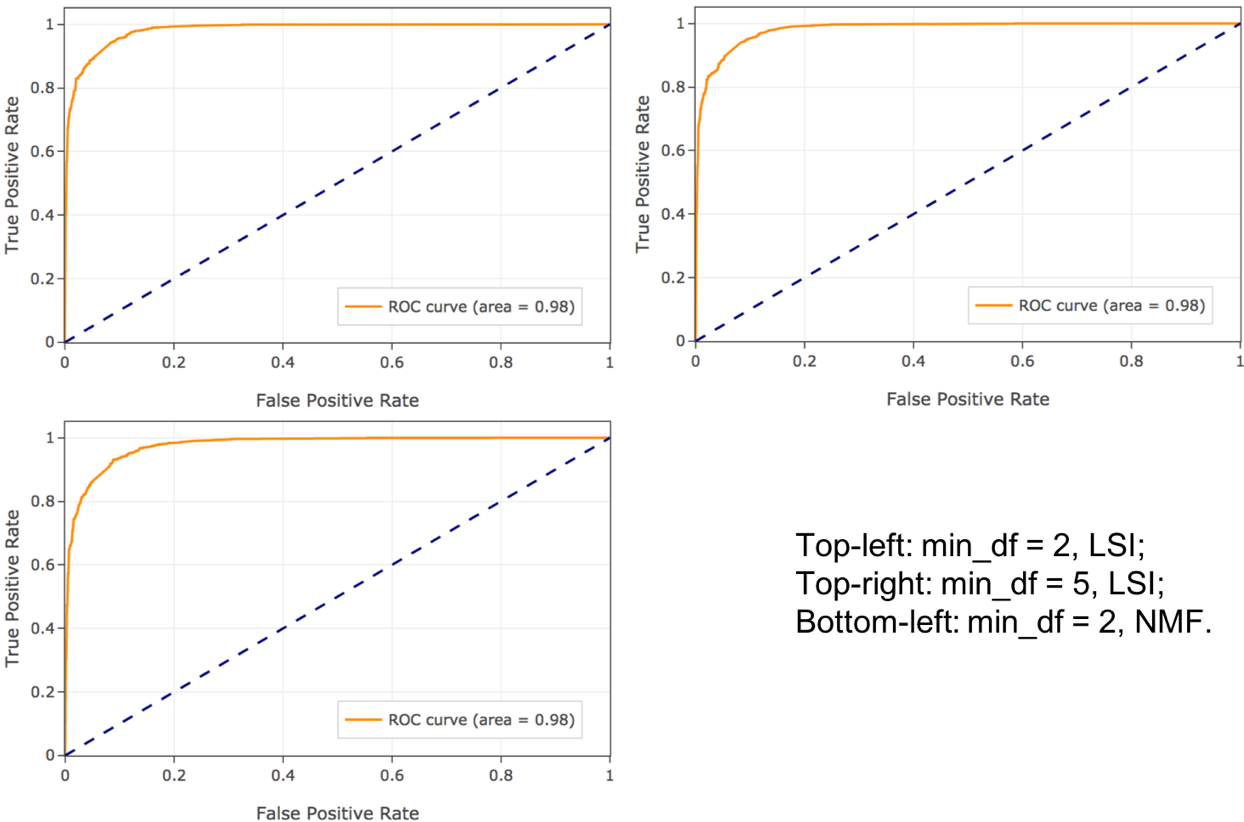 1
0.8
0.6
0.4
0.2
0
True Positive Rate
ROC curve (area = 0.98)
0 0.2 0.4 0.6 0.8 1
False Positive Rate
1
0.8
0.6
0.4
0.2
0
True Positive Rate
ROC curve (area = 0.98)
0 0.2 0.4 0.6 0.8 1
False Positive Rate
1
0.8
0.6
0.4
0.2
0
True Positive Rate
ROC curve (area = 0.98)
0 0.2 0.4 0.6 0.8 1
False Positive Rate
Top-left: min_df = 2, LSI;
Top-right: min_df = 5, LSI;
Bottom-left: min_df = 2, NMF.